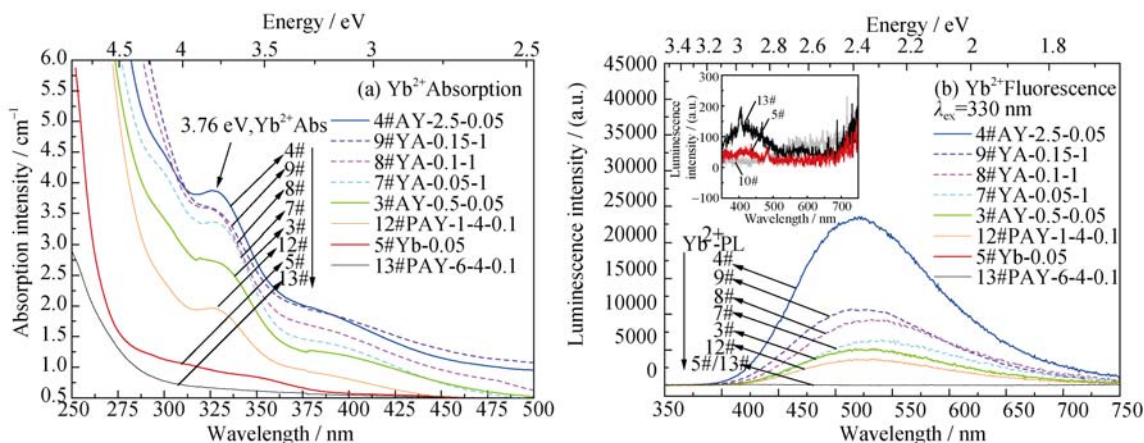 Energy / eV
4.5 4 3.5 3 2.5
6.0
5.5
5.0
4.5
4.0
3.5
3.0
2.5
2.0
1.5
1.0
0.5
Absorption intensity / cm⁻¹
(a) Yb²⁺Absorption
3.76 eV,Yb²⁺Abs
4#
9#
8#
7#
3#
12#
5#
13#
4#AY-2.5-0.05
9#YA-0.15-1
8#YA-0.1-1
7#YA-0.05-1
3#AY-0.5-0.05
12#PAY-1-4-0.1
5#Yb-0.05
13#PAY-6-4-0.1
250 275 300 325 350 375 400 425 450 475 500
Wavelength / nm
Energy / eV
3.4 3.2 3 2.8 2.6 2.4 2.2 2 1.8
45000
40000
35000
30000
25000
20000
15000
10000
5000
0
Luminescence intensity / (a.u.)
300
200
100
0
−100
Luminescence
intensity / (a.u.)
13#
5#
10#
400 500 600 700
Wavelength / nm
(b) Yb²⁺Fluorescence
λex=330 nm
4#AY-2.5-0.05
9#YA-0.15-1
8#YA-0.1-1
7#YA-0.05-1
3#AY-0.5-0.05
12#PAY-1-4-0.1
5#Yb-0.05
13#PAY-6-4-0.1
Yb²⁺-PL
4#
9#
8#
7#
3#
12#
5#/13#
350 400 450 500 550 600 650 700 750
Wavelength / nm